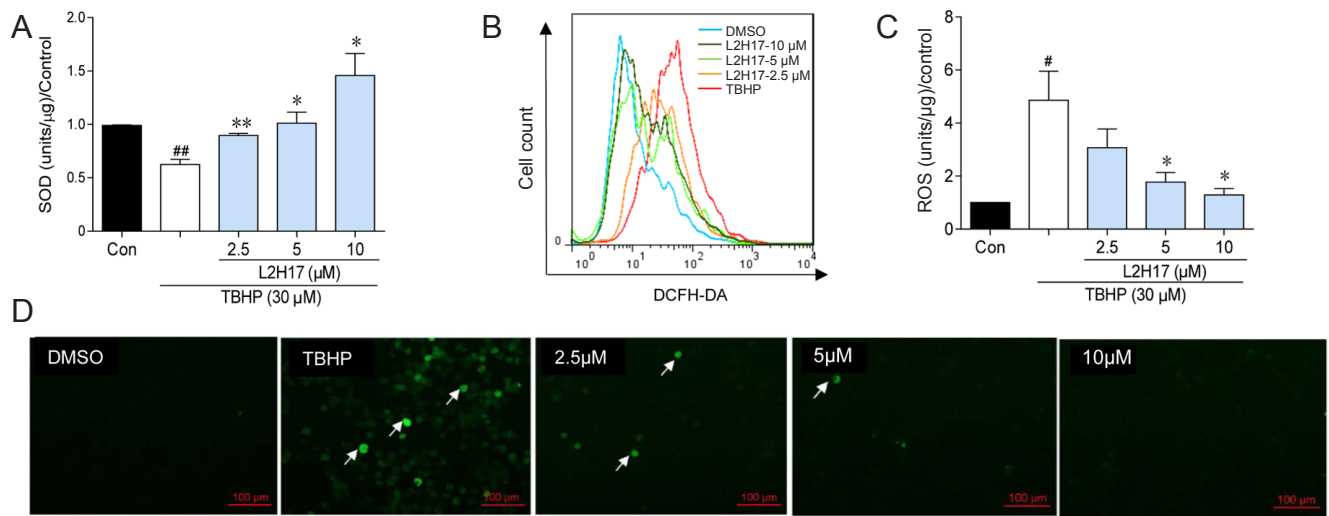 A
SOD (units/μg)/Control
2.0
1.5
1.0
0.5
0
##
**
*
*
Con
-
2.5
5
10
L2H17 (μM)
TBHP (30 μM)
B
Cell count
0
10⁰
10¹
10²
10³
10⁴
DCFH-DA
DMSO
L2H17-10 μM
L2H17-5 μM
L2H17-2.5 μM
TBHP
C
ROS (units/μg)/control
8
6
4
2
0
#
*
*
Con
-
2.5
5
10
L2H17 (μM)
TBHP (30 μM)
D
DMSO
100 μm
TBHP
100 μm
2.5μM
100 μm
5μM
100 μm
10μM
100 μm